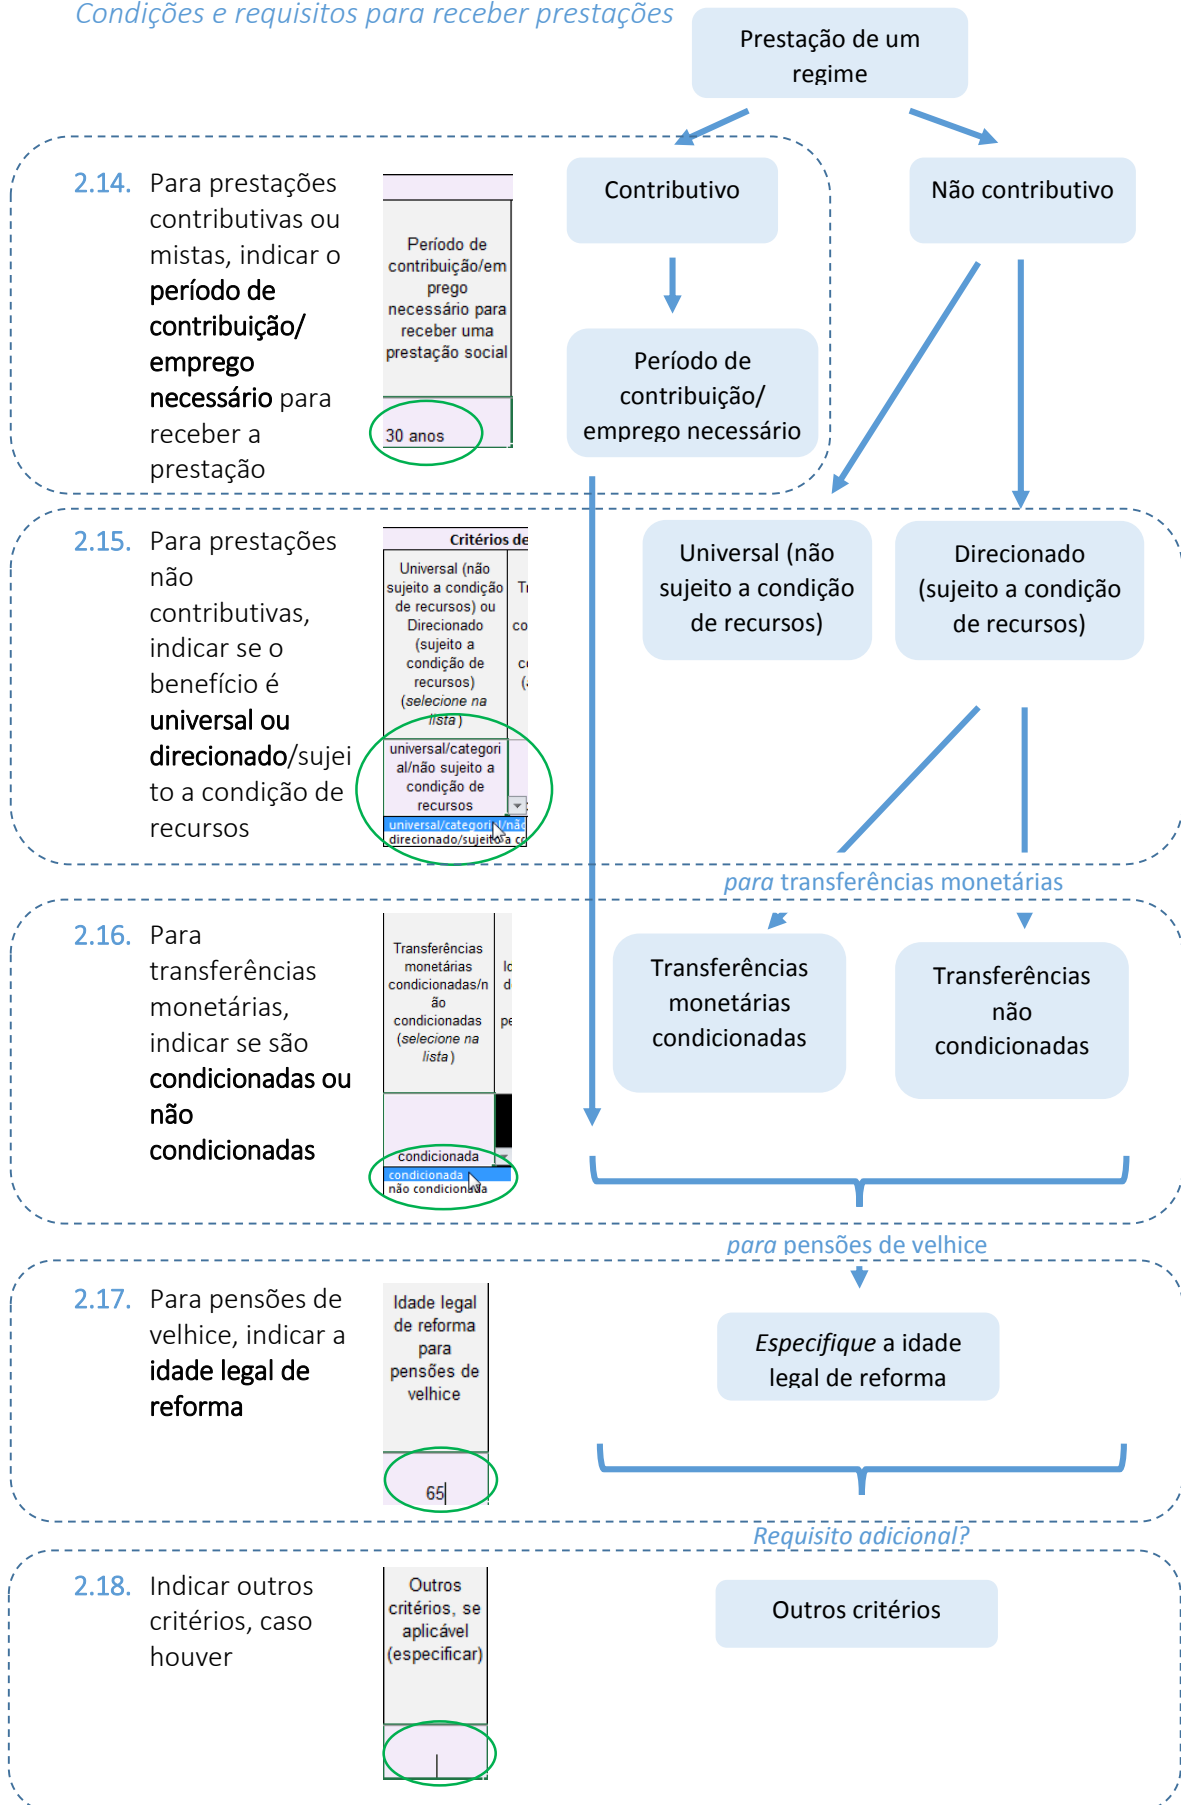 Condições e requisitos para receber prestações
Prestação de um
regime
2.14. Para prestações
contributivas ou
mistas, indicar o
período de
contribuição/
emprego
necessário para
receber a
prestação
Período de
contribuição/em
prego
necessário para
receber uma
prestação social
30 anos
Contributivo
Não contributivo
Período de
contribuição/
emprego necessário
2.15. Para prestações
não
contributivas,
indicar se o
benefício é
universal ou
direcionado/sujei
to a condição de
recursos
Critérios de
Universal (não
sujeito a condição
de recursos) ou
Direcionado
(sujeito a
condição de
recursos)
(selecione na
lista)
universal/categori
al/não sujeito a
condição de
recursos
universal/categorial/não
direcionado/sujeito a co
Universal (não
sujeito a condição
de recursos)
Direcionado
(sujeito a condição
de recursos)
para transferências monetárias
2.16. Para
transferências
monetárias,
indicar se são
condicionadas ou
não
condicionadas
Transferências
monetárias
condicionadas/n
ão
condicionadas
(selecione na
lista)
condicionada
condicionada
não condicionada
Transferências
monetárias
condicionadas
Transferências
não
condicionadas
para pensões de velhice
2.17. Para pensões de
velhice, indicar a
idade legal de
reforma
Idade legal
de reforma
para
pensões de
velhice
65
Especifique a idade
legal de reforma
Requisito adicional?
2.18. Indicar outros
critérios, caso
houver
Outros
critérios, se
aplicável
(especificar)
Outros critérios